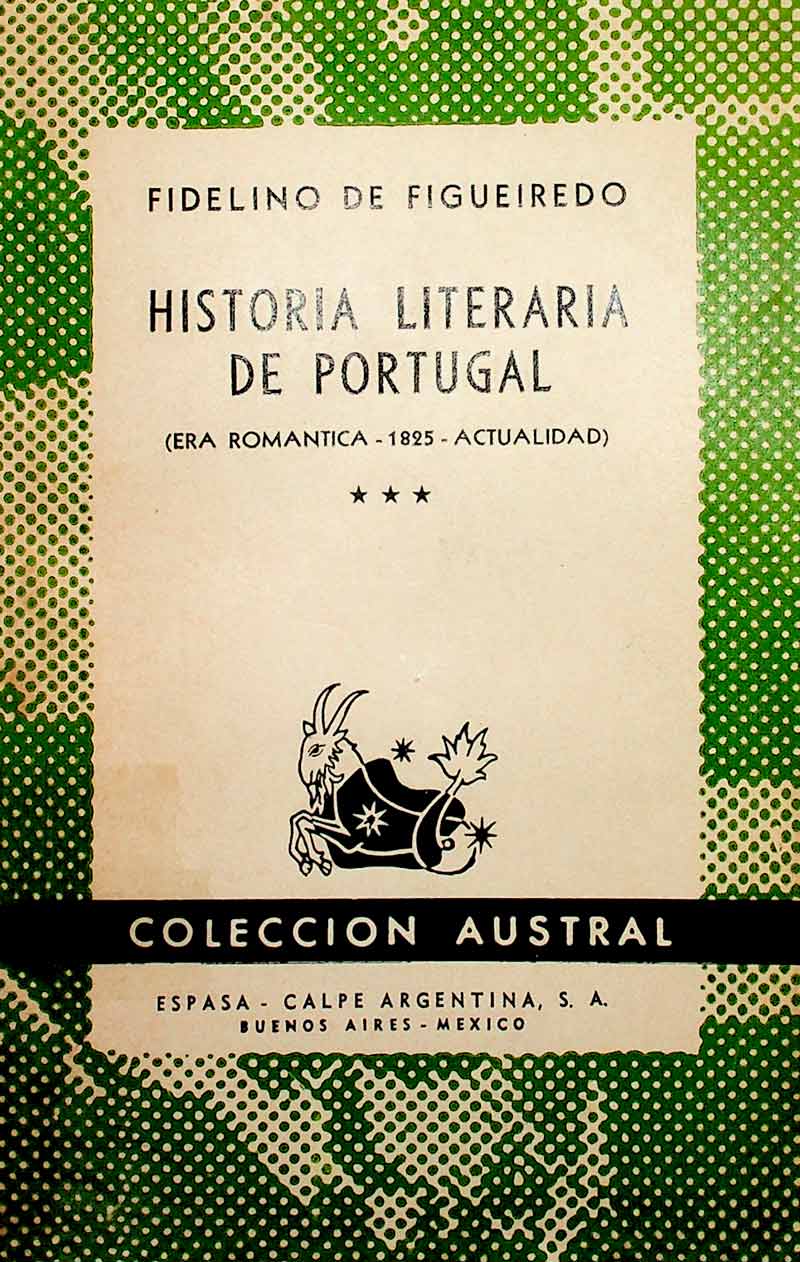 FIDELINO DE FIGUEIREDO
HISTORIA LITERARIA
DE PORTUGAL
(ERA ROMANTICA - 1825 - ACTUALIDAD)
★ ★ ★
COLECCION AUSTRAL
ESPASA - CALPE ARGENTINA, S. A.
BUENOS AIRES - MEXICO